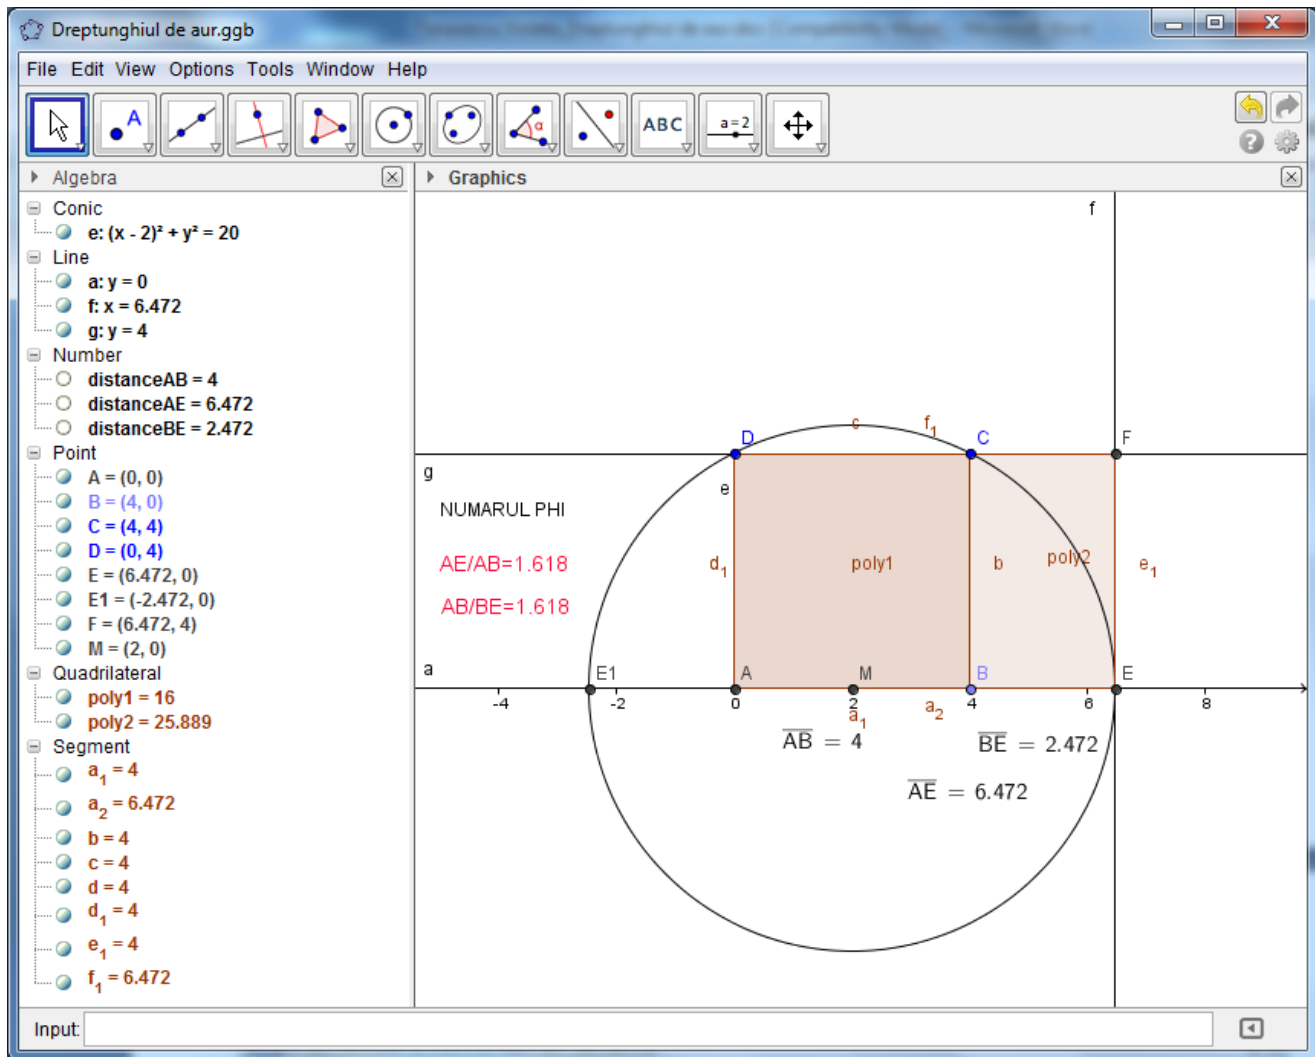 Dreptunghiul de aur.ggb
File Edit View Options Tools Window Help
A
α
ABC
a=2
Algebra
Graphics
Conic
e: (x - 2)² + y² = 20
Line
a: y = 0
f: x = 6.472
g: y = 4
Number
distanceAB = 4
distanceAE = 6.472
distanceBE = 2.472
Point
A = (0, 0)
B = (4, 0)
C = (4, 4)
D = (0, 4)
E = (6.472, 0)
E1 = (-2.472, 0)
F = (6.472, 4)
M = (2, 0)
Quadrilateral
poly1 = 16
poly2 = 25.889
Segment
a₁ = 4
a₂ = 6.472
b = 4
c = 4
d = 4
d₁ = 4
e₁ = 4
f₁ = 6.472
f
D c f₁ C F
g
e
NUMARUL PHI
AE/AB=1.618
d₁ poly1 b poly2 e₁
AB/BE=1.618
a E1 A M B E
-4 -2 0 2 4 6 8
a₁ a₂
AB = 4
BE = 2.472
AE = 6.472
Input: